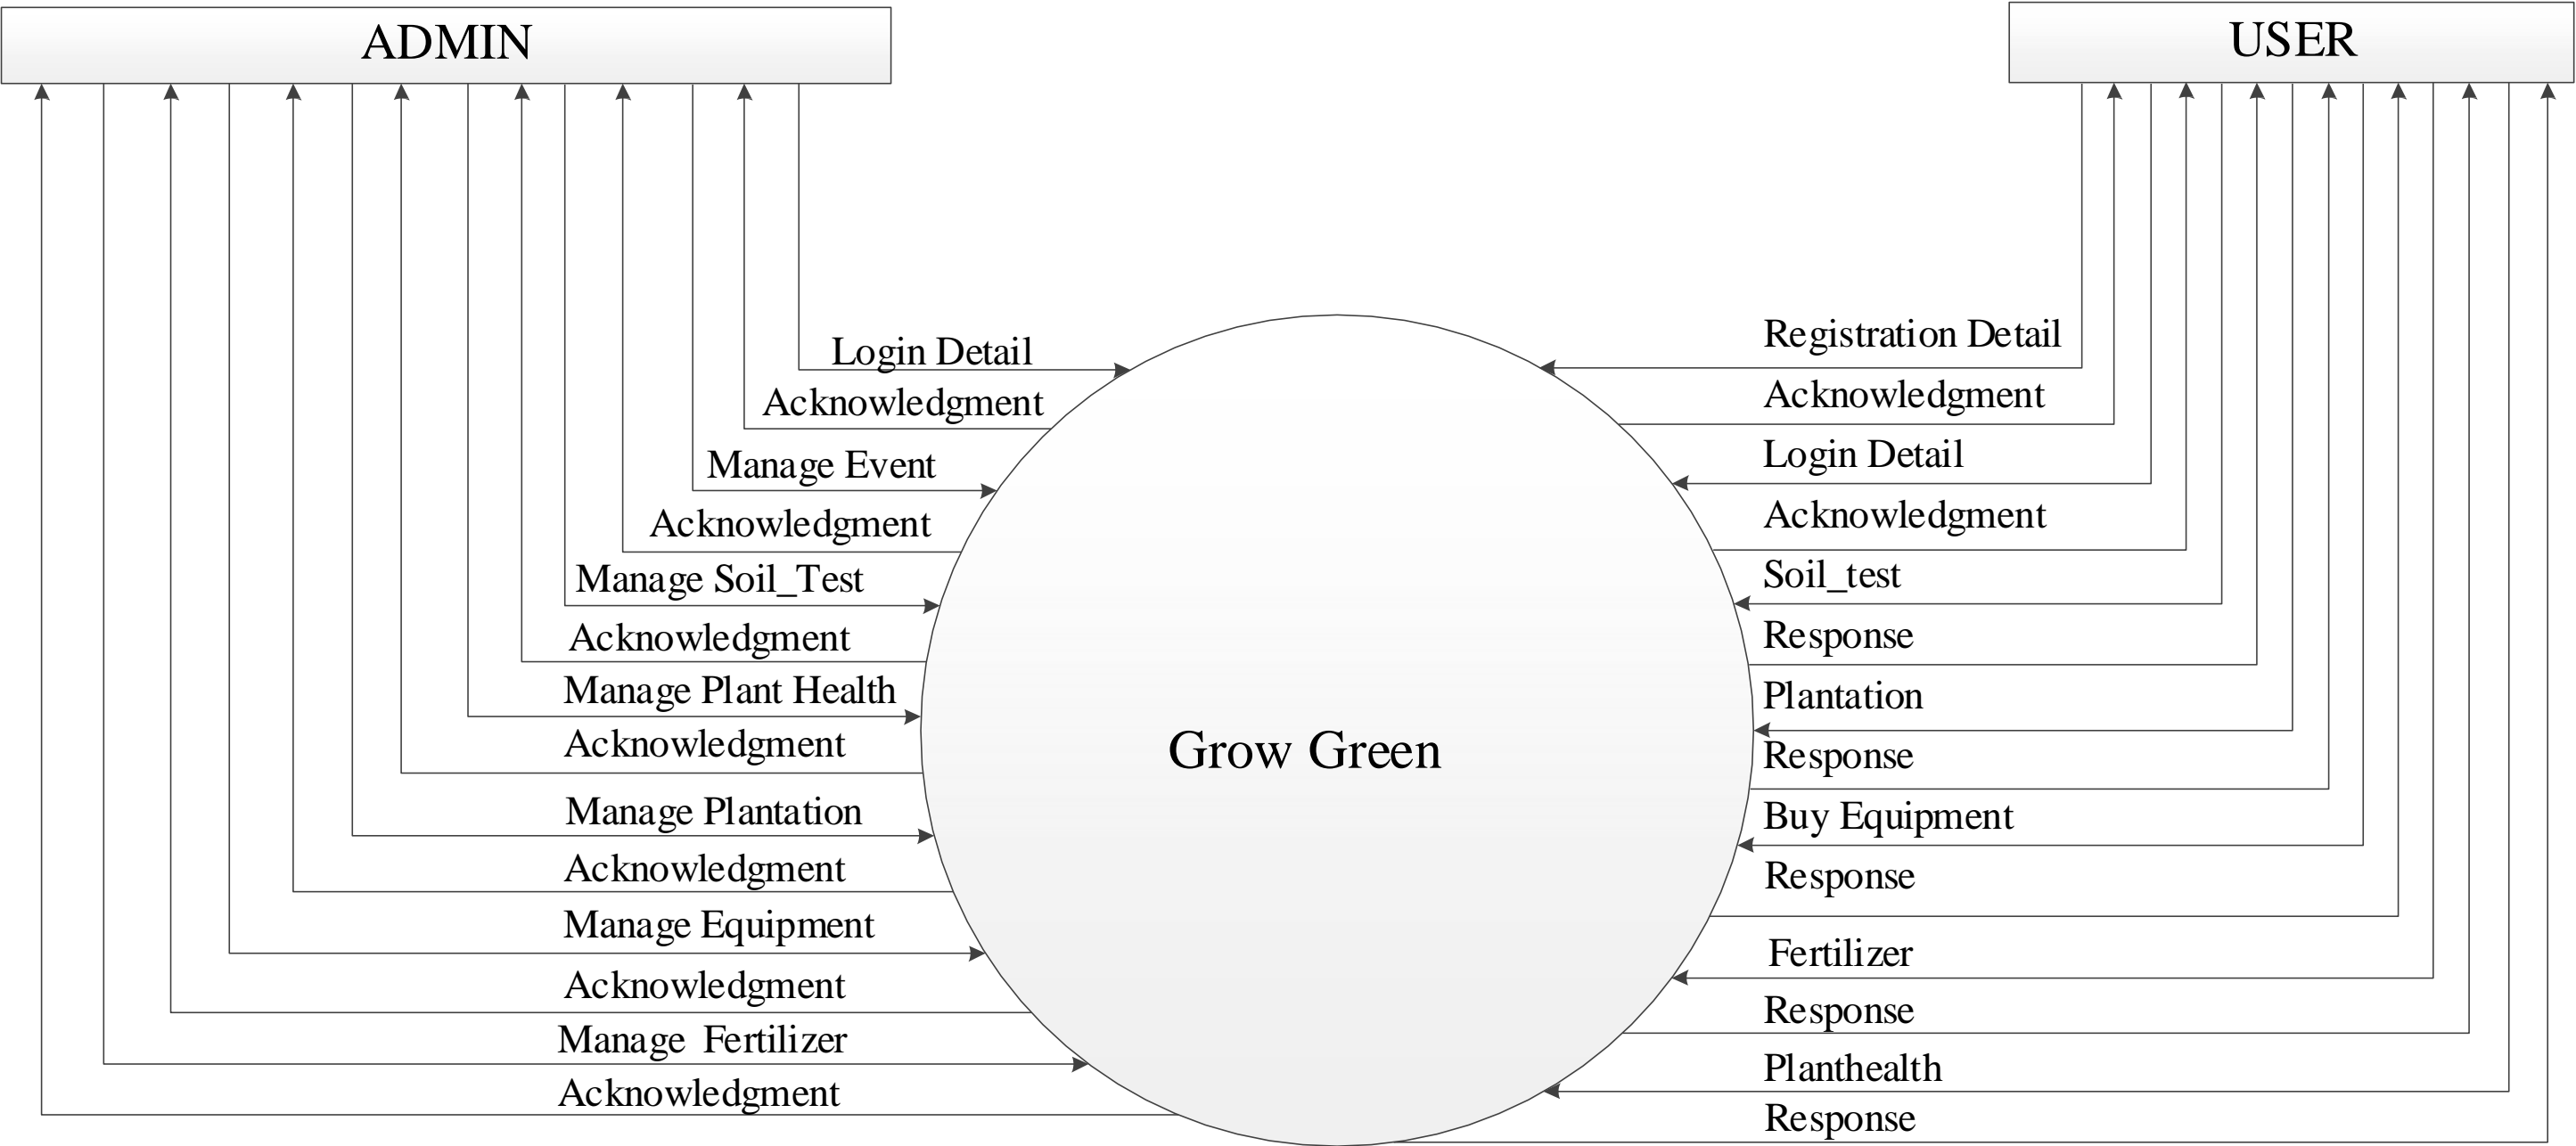 ADMIN
USER
Login Detail
Acknowledgment
Manage Event
Acknowledgment
Manage Soil_Test
Acknowledgment
Manage Plant Health
Acknowledgment
Manage Plantation
Acknowledgment
Manage Equipment
Acknowledgment
Manage Fertilizer
Acknowledgment
Grow Green
Registration Detail
Acknowledgment
Login Detail
Acknowledgment
Soil_test
Response
Plantation
Response
Buy Equipment
Response
Fertilizer
Response
Planthealth
Response